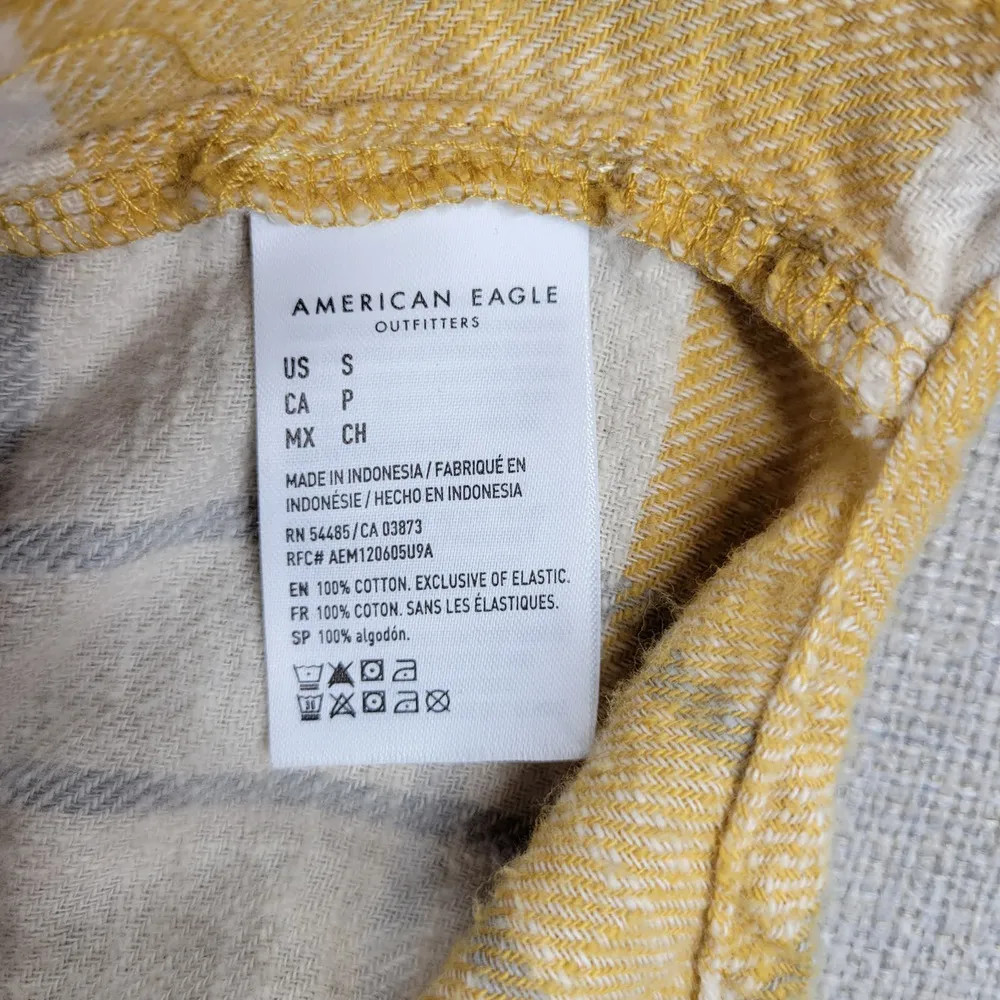 AMERICAN EAGLE
OUTFITTERS
US S
CA P
MX CH
MADE IN INDONESIA / FABRIQUÉ EN
INDONÉSIE / HECHO EN INDONESIA
RN 54485 / CA 03873
RFC# AEM120605U9A
EN 100% COTTON. EXCLUSIVE OF ELASTIC.
FR 100% COTON. SANS LES ÉLASTIQUES.
SP 100% algodón.
30